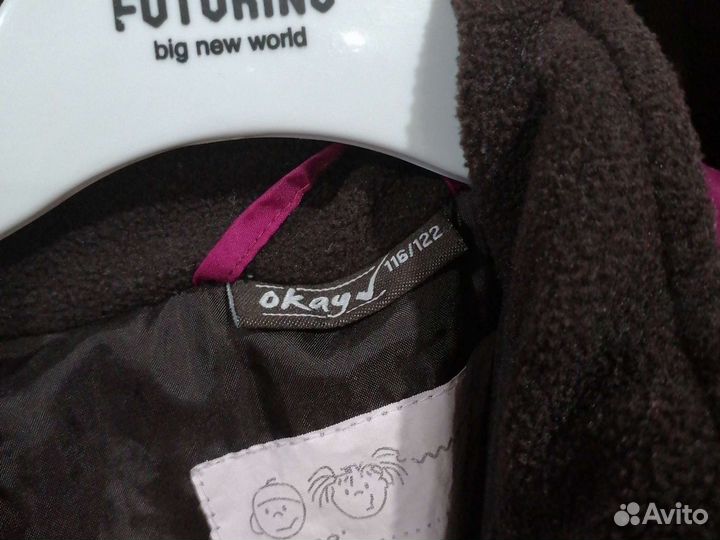 FUTURINO
big new world
okay
116/122
Avito